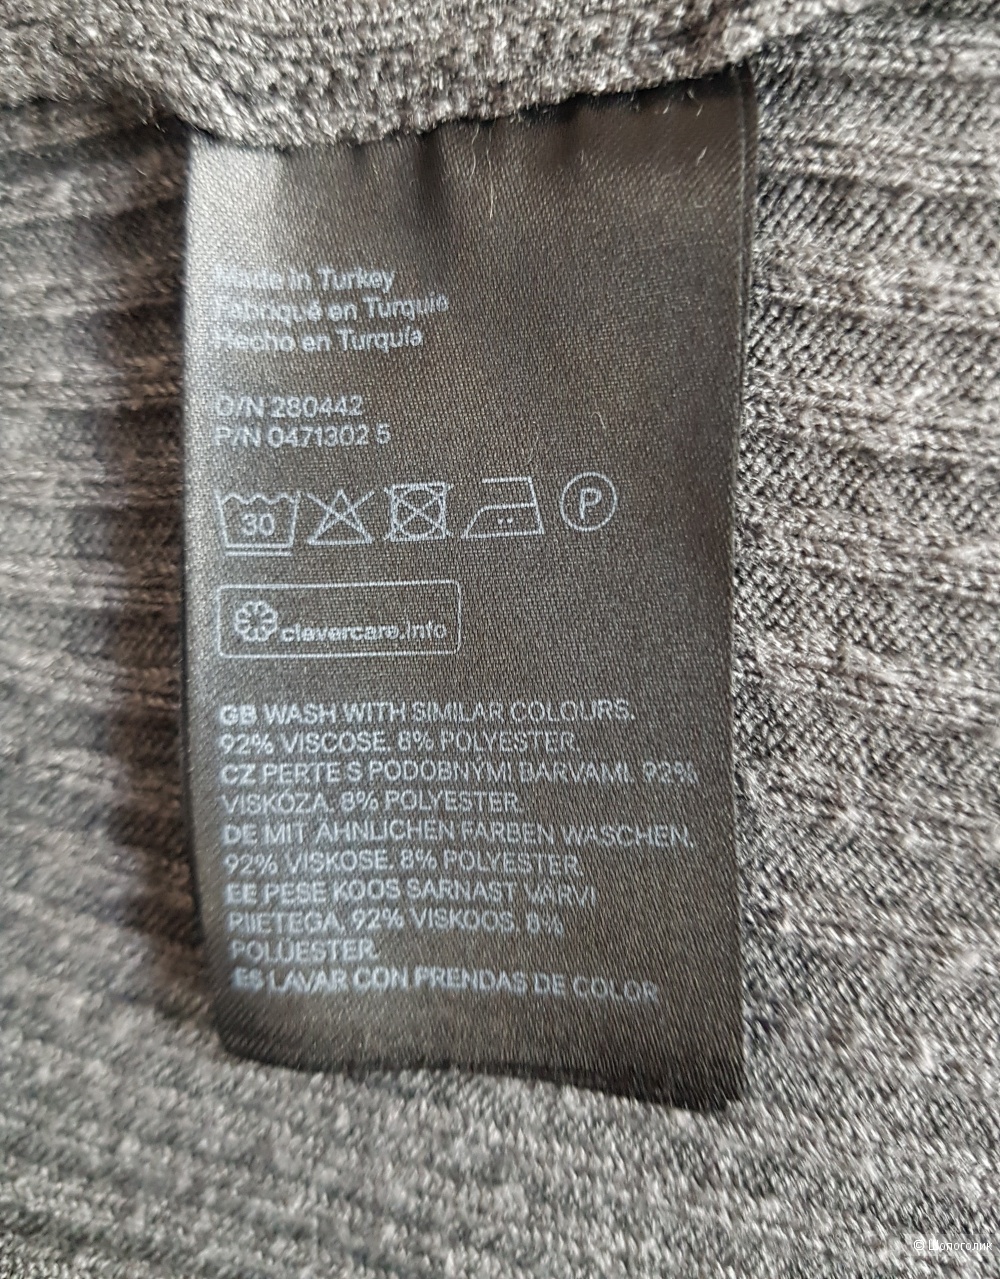 Made in Turkey
Fabriqué en Turquie
Hecho en Turquía
O/N 280442
P/N 0471302 5
30
P
clevercare.info
GB WASH WITH SIMILAR COLOURS.
92% VISCOSE. 8% POLYESTER.
CZ PERTE S PODOBNÝMI BARVAMI. 92%
VISKÓZA. 8% POLYESTER.
DE MIT ÄHNLICHEN FARBEN WASCHEN.
92% VISKOSE. 8% POLYESTER.
EE PESE KOOS SARNAST VÄRVI
RIIETEGA. 92% VISKOOS. 8%
POLÜESTER.
ES LAVAR CON PRENDAS DE COLOR
© Шопоголик